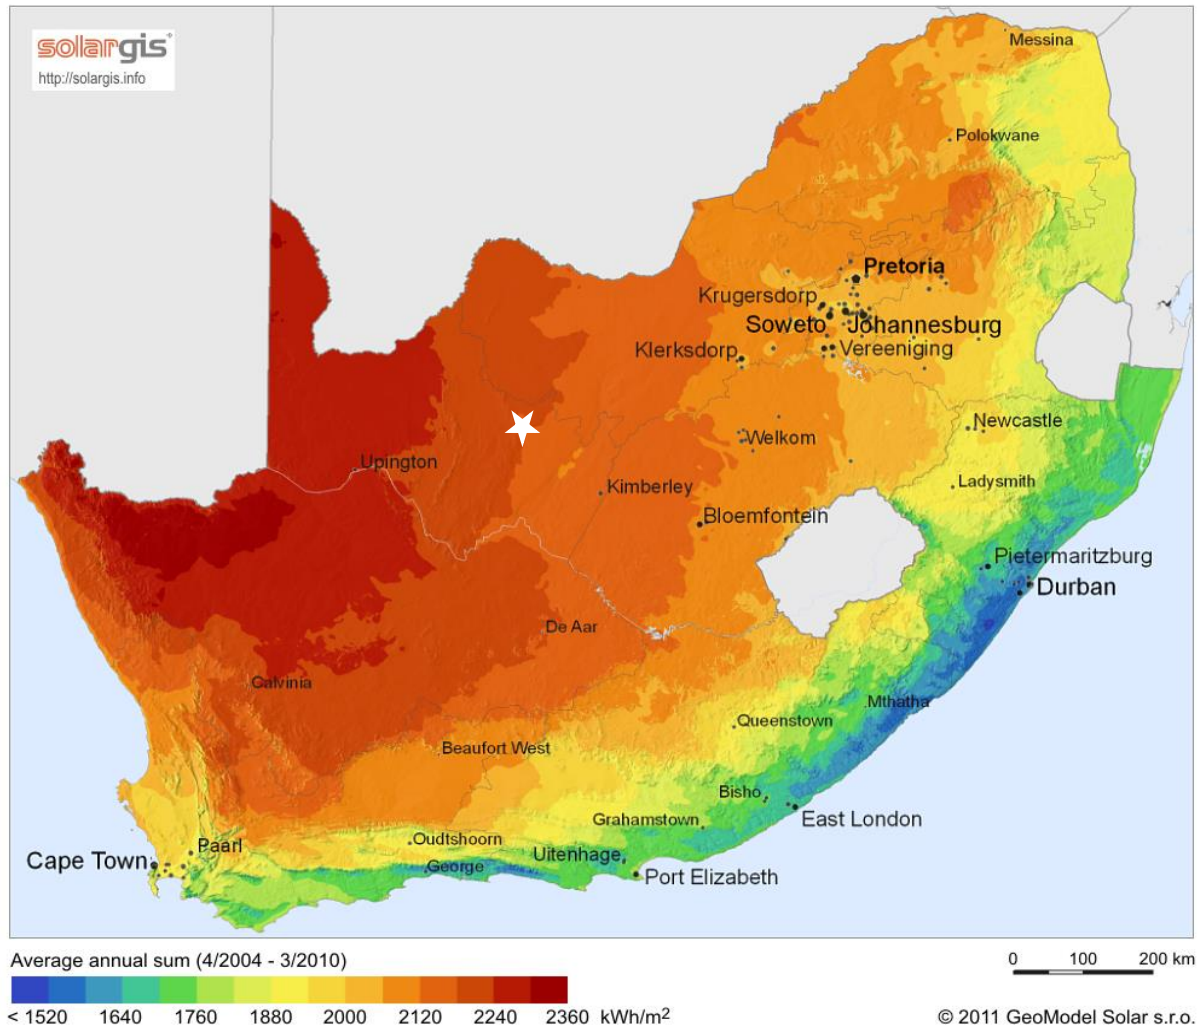 solargis
http://solargis.info
Messina
Polokwane
Pretoria
Krugersdorp
Soweto
Johannesburg
Klerksdorp
Vereeniging
Newcastle
Welkom
Upington
Ladysmith
Kimberley
Bloemfontein
Pietermaritzburg
Durban
De Aar
Calvinia
Mthatha
Queenstown
Beaufort West
Bisho
Grahamstown
East London
Oudtshoorn
Paarl
Uitenhage
Cape Town
George
Port Elizabeth
Average annual sum (4/2004 - 3/2010)
0 100 200 km
< 1520 1640 1760 1880 2000 2120 2240 2360 kWh/m²
© 2011 GeoModel Solar s.r.o.